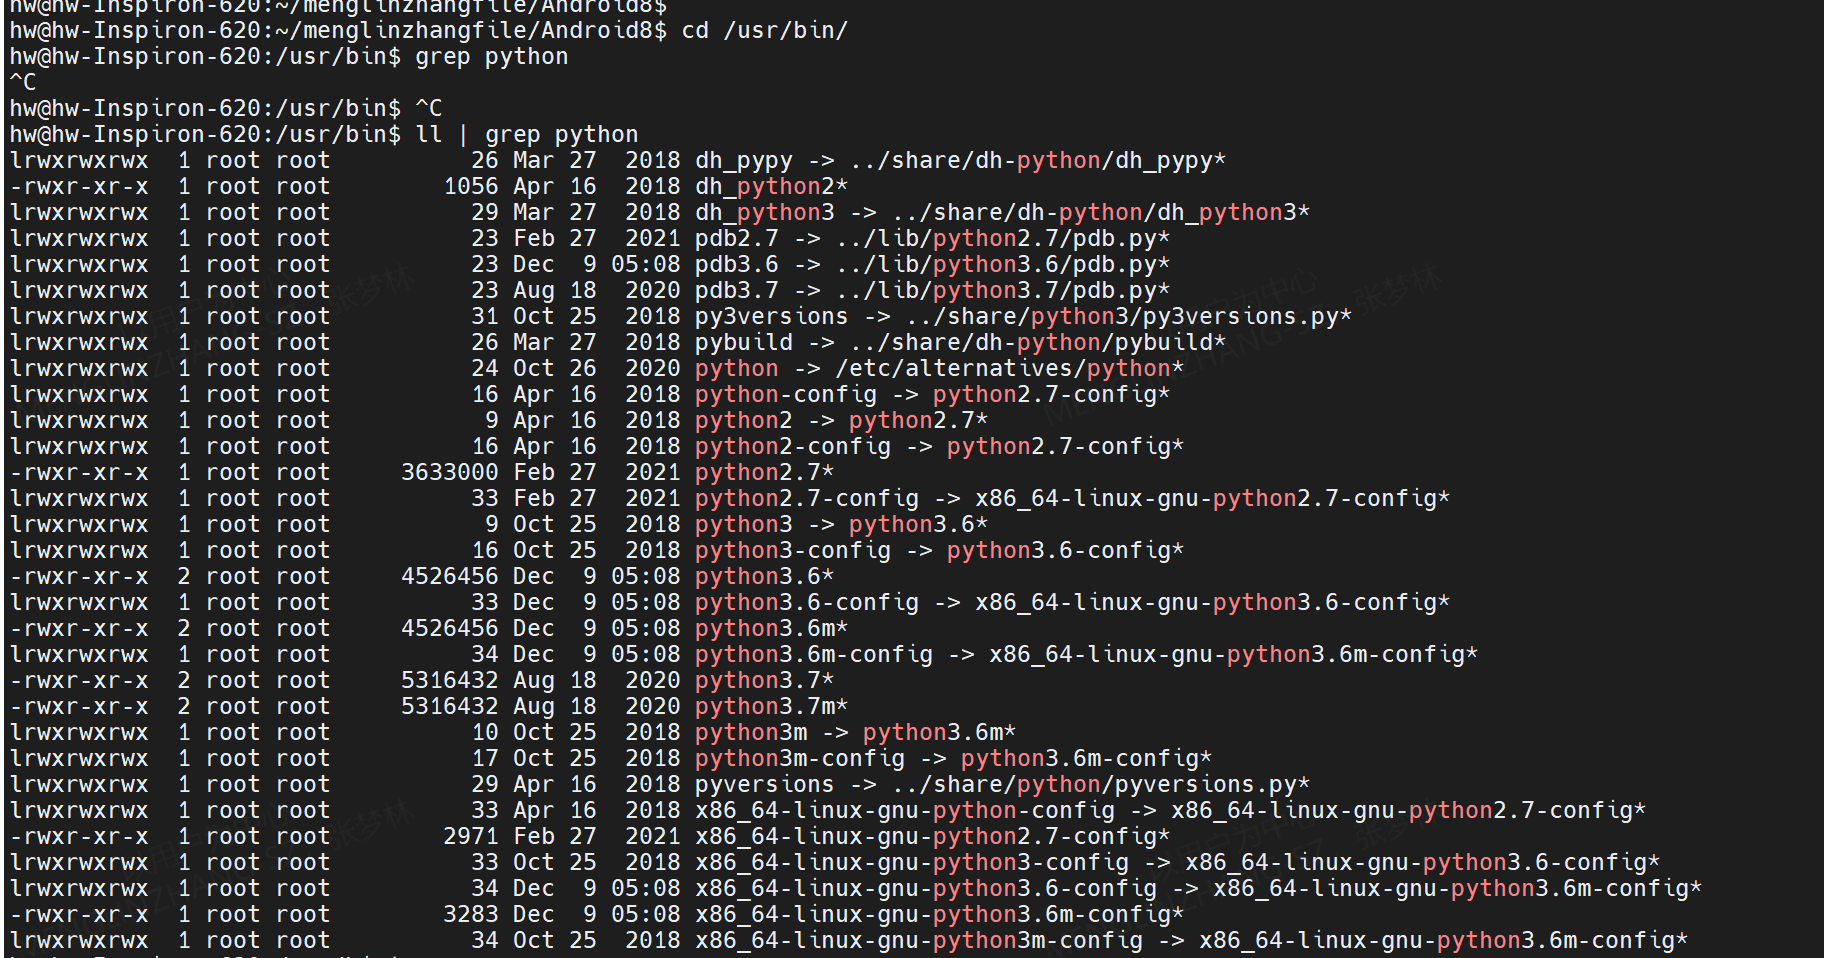 hw@hw-Inspiron-620:~/menglinzhangfile/Android8$
hw@hw-Inspiron-620:~/menglinzhangfile/Android8$ cd /usr/bin/
hw@hw-Inspiron-620:/usr/bin$ grep python
^C
hw@hw-Inspiron-620:/usr/bin$ ^C
hw@hw-Inspiron-620:/usr/bin$ ll | grep python
lrwxrwxrwx  1 root root          26 Mar 27  2018 dh_pypy -> ../share/dh-python/dh_pypy*
-rwxr-xr-x  1 root root        1056 Apr 16  2018 dh_python2*
lrwxrwxrwx  1 root root          29 Mar 27  2018 dh_python3 -> ../share/dh-python/dh_python3*
lrwxrwxrwx  1 root root          23 Feb 27  2021 pdb2.7 -> ../lib/python2.7/pdb.py*
lrwxrwxrwx  1 root root          23 Dec  9 05:08 pdb3.6 -> ../lib/python3.6/pdb.py*
lrwxrwxrwx  1 root root          23 Aug 18  2020 pdb3.7 -> ../lib/python3.7/pdb.py*
lrwxrwxrwx  1 root root          31 Oct 25  2018 py3versions -> ../share/python3/py3versions.py*
lrwxrwxrwx  1 root root          26 Mar 27  2018 pybuild -> ../share/dh-python/pybuild*
lrwxrwxrwx  1 root root          24 Oct 26  2020 python -> /etc/alternatives/python*
lrwxrwxrwx  1 root root          16 Apr 16  2018 python-config -> python2.7-config*
lrwxrwxrwx  1 root root           9 Apr 16  2018 python2 -> python2.7*
lrwxrwxrwx  1 root root          16 Apr 16  2018 python2-config -> python2.7-config*
-rwxr-xr-x  1 root root     3633000 Feb 27  2021 python2.7*
lrwxrwxrwx  1 root root          33 Feb 27  2021 python2.7-config -> x86_64-linux-gnu-python2.7-config*
lrwxrwxrwx  1 root root           9 Oct 25  2018 python3 -> python3.6*
lrwxrwxrwx  1 root root          16 Oct 25  2018 python3-config -> python3.6-config*
-rwxr-xr-x  2 root root     4526456 Dec  9 05:08 python3.6*
lrwxrwxrwx  1 root root          33 Dec  9 05:08 python3.6-config -> x86_64-linux-gnu-python3.6-config*
-rwxr-xr-x  2 root root     4526456 Dec  9 05:08 python3.6m*
lrwxrwxrwx  1 root root          34 Dec  9 05:08 python3.6m-config -> x86_64-linux-gnu-python3.6m-config*
-rwxr-xr-x  2 root root     5316432 Aug 18  2020 python3.7*
-rwxr-xr-x  2 root root     5316432 Aug 18  2020 python3.7m*
lrwxrwxrwx  1 root root          10 Oct 25  2018 python3m -> python3.6m*
lrwxrwxrwx  1 root root          17 Oct 25  2018 python3m-config -> python3.6m-config*
lrwxrwxrwx  1 root root          29 Apr 16  2018 pyversions -> ../share/python/pyversions.py*
lrwxrwxrwx  1 root root          33 Apr 16  2018 x86_64-linux-gnu-python-config -> x86_64-linux-gnu-python2.7-config*
-rwxr-xr-x  1 root root        2971 Feb 27  2021 x86_64-linux-gnu-python2.7-config*
lrwxrwxrwx  1 root root          33 Oct 25  2018 x86_64-linux-gnu-python3-config -> x86_64-linux-gnu-python3.6-config*
lrwxrwxrwx  1 root root          34 Dec  9 05:08 x86_64-linux-gnu-python3.6-config -> x86_64-linux-gnu-python3.6m-config*
-rwxr-xr-x  1 root root        3283 Dec  9 05:08 x86_64-linux-gnu-python3.6m-config*
lrwxrwxrwx  1 root root          34 Oct 25  2018 x86_64-linux-gnu-python3m-config -> x86_64-linux-gnu-python3.6m-config*